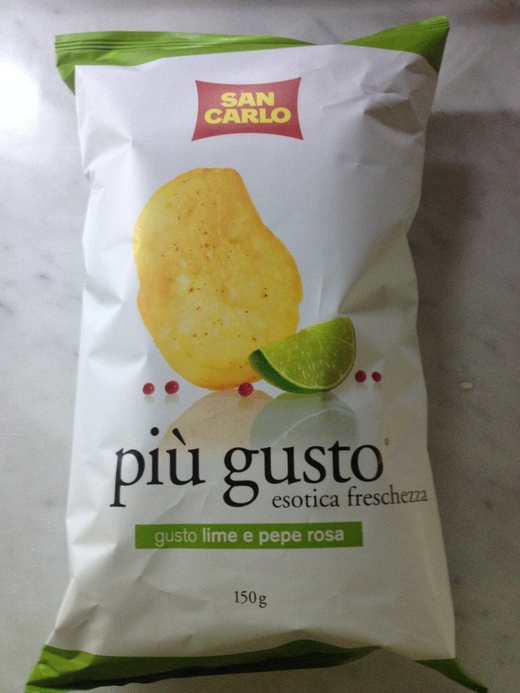 SAN
CARLO
più gusto
esotica freschezza
gusto lime e pepe rosa
150g